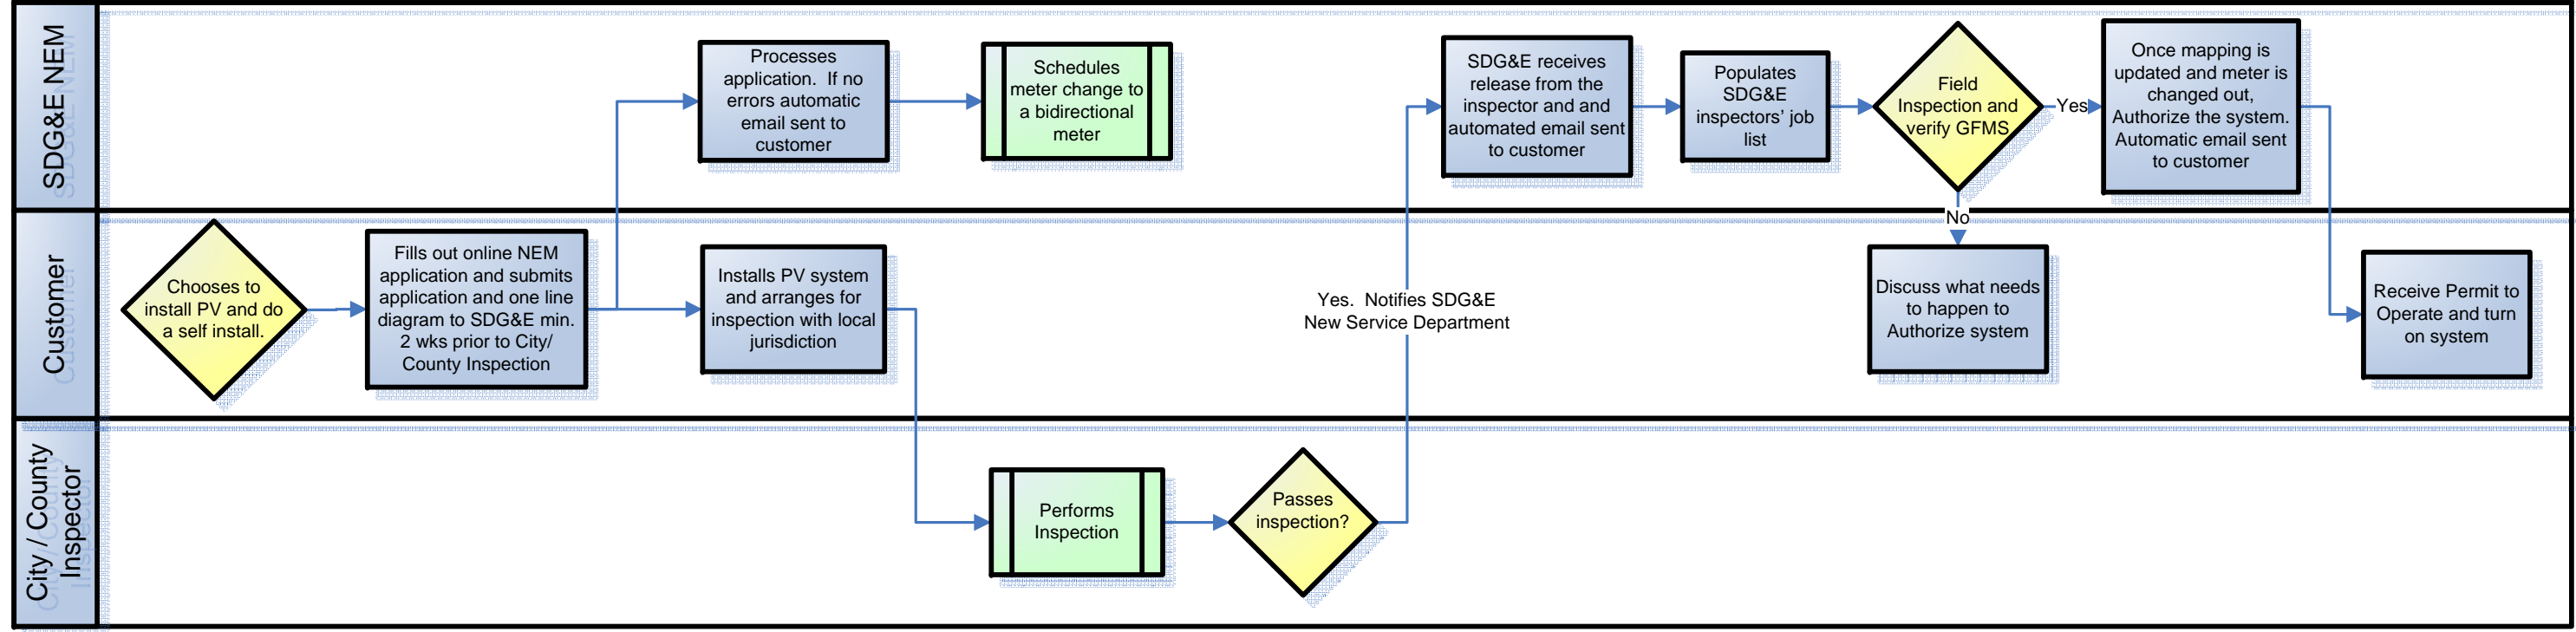 SDG&E NEM
Processes
application.  If no
errors automatic
email sent to
customer
Schedules
meter change to
a bidirectional
meter
SDG&E receives
release from the
inspector and and
automated email sent
to customer
Populates
SDG&E
inspectors’ job
list
Field
Inspection and
verify GFMS
Yes
Once mapping is
updated and meter is
changed out,
Authorize the system.
Automatic email sent
to customer
No
Customer
Chooses to
install PV and do
a self install.
Fills out online NEM
application and submits
application and one line
diagram to SDG&E min.
2 wks prior to City/
County Inspection
Installs PV system
and arranges for
inspection with local
jurisdiction
Yes.  Notifies SDG&E
New Service Department
Discuss what needs
to happen to
Authorize system
Receive Permit to
Operate and turn
on system
City / County
Inspector
Performs
Inspection
Passes
inspection?